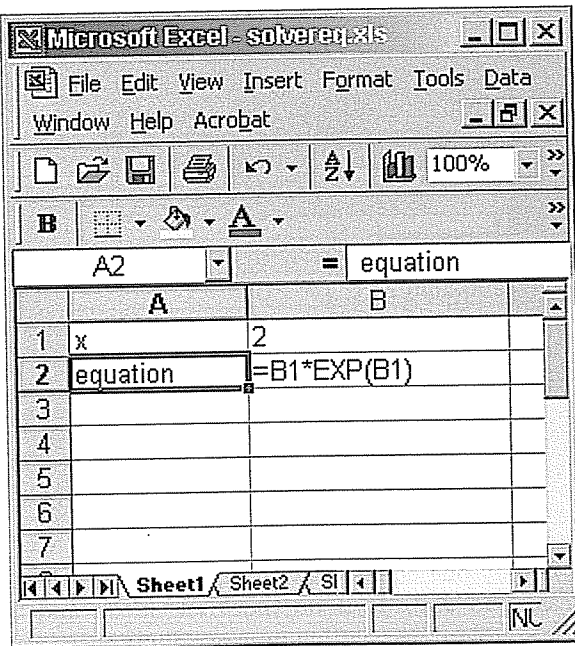 Microsoft Excel - solvereq.xls
File Edit View Insert Format Tools Data
Window Help Acrobat
100%
B A
A2 = equation
A B
1 x 2
2 equation =B1*EXP(B1)
3
4
5
6
7
Sheet1 Sheet2 SI
NU